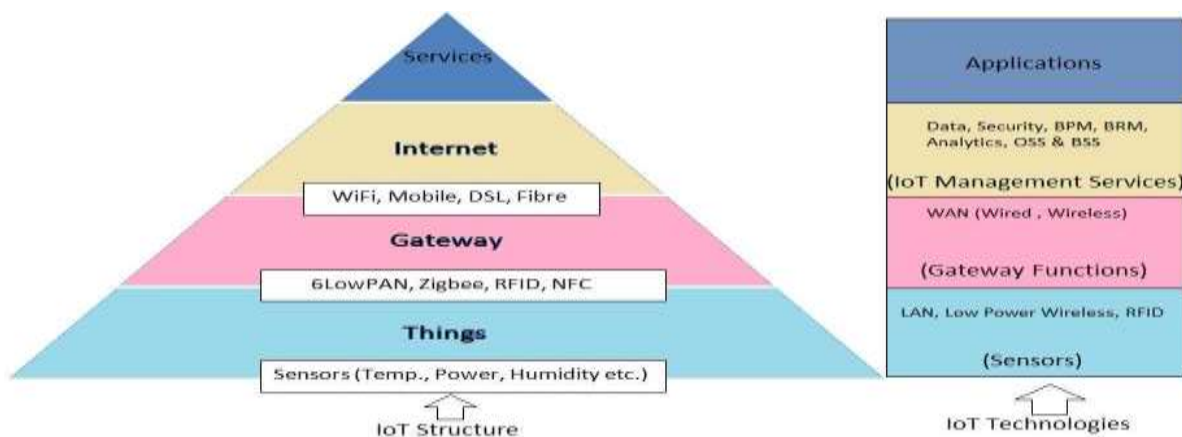 Services
Internet
WiFi, Mobile, DSL, Fibre
Gateway
6LowPAN, Zigbee, RFID, NFC
Things
Sensors (Temp., Power, Humidity etc.)
IoT Structure
Applications
Data, Security, BPM, BRM,
Analytics, OSS & BSS
(IoT Management Services)
WAN (Wired , Wireless)
(Gateway Functions)
LAN, Low Power Wireless, RFID
(Sensors)
IoT Technologies